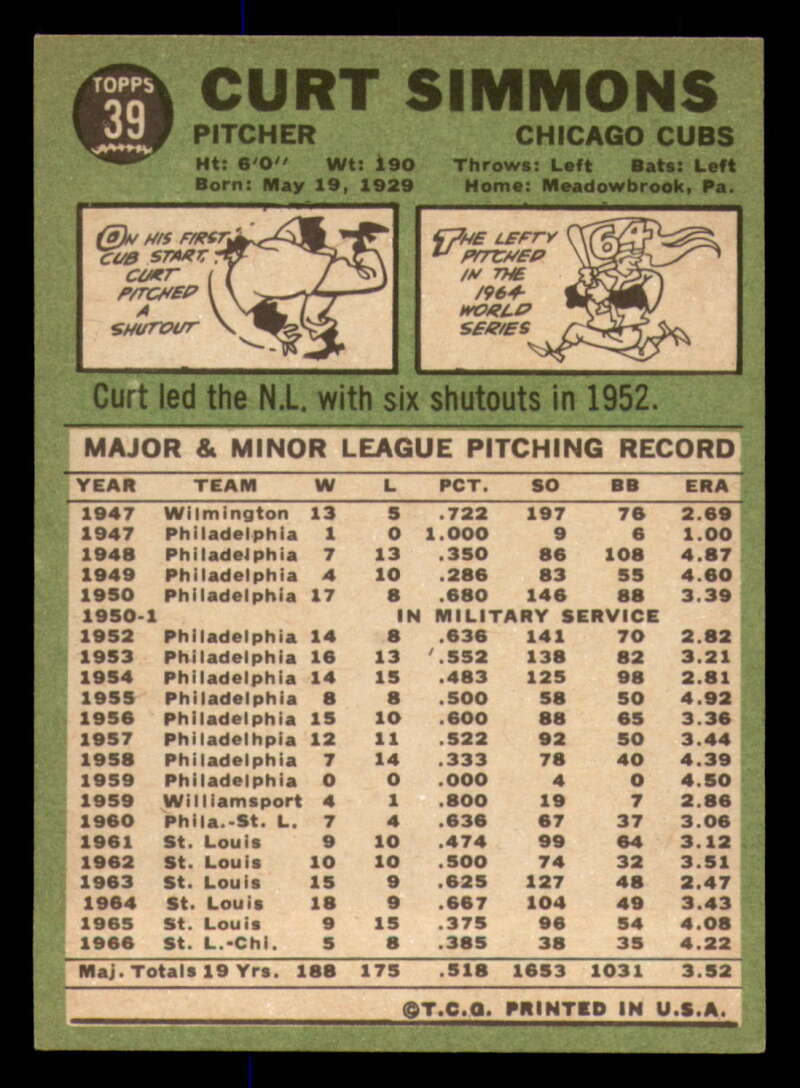 TOPPS
39
CURT SIMMONS
PITCHER CHICAGO CUBS
Ht: 6'0" Wt: 190 Throws: Left Bats: Left
Born: May 19, 1929 Home: Meadowbrook, Pa.
ON HIS FIRST
CUB START,
CURT
PITCHED
A
SHUTOUT
THE LEFTY
PITCHED
IN THE
1964
WORLD
SERIES
64
Curt led the N.L. with six shutouts in 1952.
MAJOR & MINOR LEAGUE PITCHING RECORD
YEAR TEAM W L PCT. SO BB ERA
1947 Wilmington 13 5 .722 197 76 2.69
1947 Philadelphia 1 0 1.000 9 6 1.00
1948 Philadelphia 7 13 .350 86 108 4.87
1949 Philadelphia 4 10 .286 83 55 4.60
1950 Philadelphia 17 8 .680 146 88 3.39
1950-1 IN MILITARY SERVICE
1952 Philadelphia 14 8 .636 141 70 2.82
1953 Philadelphia 16 13 .552 138 82 3.21
1954 Philadelphia 14 15 .483 125 98 2.81
1955 Philadelphia 8 8 .500 58 50 4.92
1956 Philadelphia 15 10 .600 88 65 3.36
1957 Philadelhpia 12 11 .522 92 50 3.44
1958 Philadelphia 7 14 .333 78 40 4.39
1959 Philadelphia 0 0 .000 4 0 4.50
1959 Williamsport 4 1 .800 19 7 2.86
1960 Phila.-St. L. 7 4 .636 67 37 3.06
1961 St. Louis 9 10 .474 99 64 3.12
1962 St. Louis 10 10 .500 74 32 3.51
1963 St. Louis 15 9 .625 127 48 2.47
1964 St. Louis 18 9 .667 104 49 3.43
1965 St. Louis 9 15 .375 96 54 4.08
1966 St. L.-Chi. 5 8 .385 38 35 4.22
Maj. Totals 19 Yrs. 188 175 .518 1653 1031 3.52
©T.C.G. PRINTED IN U.S.A.